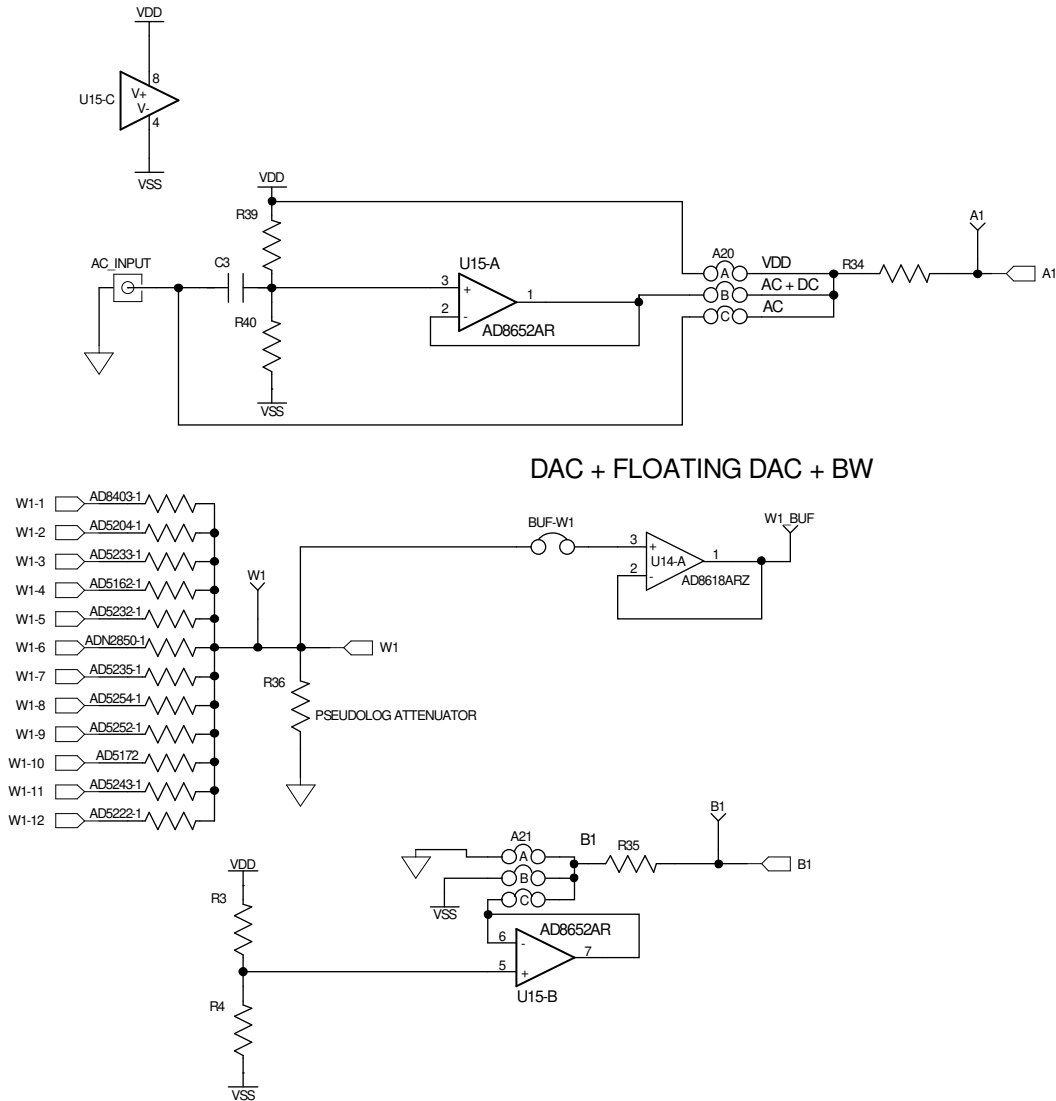 VDD
8
U15-C
V+
V-
4
VSS
VDD
R39
A1
AC_INPUT
C3
U15-A
A20
VDD
R34
A
3
+
1
B
AC + DC
A1
2
-
C
AC
R40
AD8652AR
VSS
DAC + FLOATING DAC + BW
W1-1
AD8403-1
W1-2
AD5204-1
W1-3
AD5233-1
W1-4
AD5162-1
W1-5
AD5232-1
W1-6
ADN2850-1
W1-7
AD5235-1
W1-8
AD5254-1
W1-9
AD5252-1
W1-10
AD5172
W1-11
AD5243-1
W1-12
AD5222-1
BUF-W1
W1_BUF
3
+
U14-A
1
2
-
AD8618ARZ
W1
W1
R36
PSEUDOLOG ATTENUATOR
B1
A21
B1
R35
A
B1
B
VSS
C
VDD
R3
AD8652AR
6
-
7
5
+
U15-B
R4
VSS